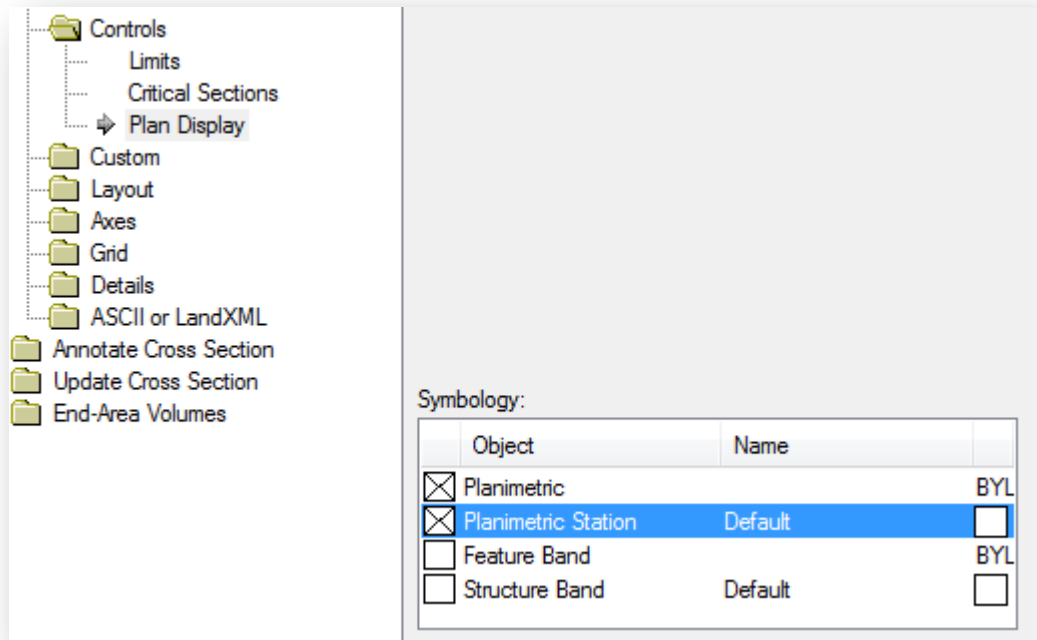 Controls
Limits
Critical Sections
Plan Display
Custom
Layout
Axes
Grid
Details
ASCII or LandXML
Annotate Cross Section
Update Cross Section
End-Area Volumes
Symbology:
Object Name
Planimetric BYL
Planimetric Station Default
Feature Band BYL
Structure Band Default